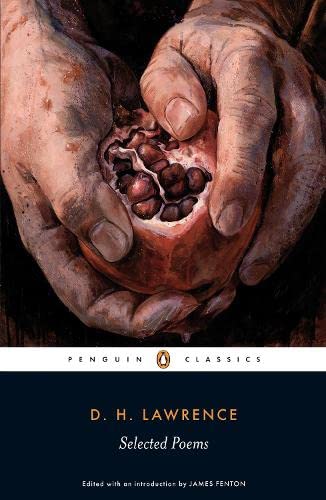 PENGUIN CLASSICS
D. H. LAWRENCE
Selected Poems
Edited with an introduction by JAMES FENTON